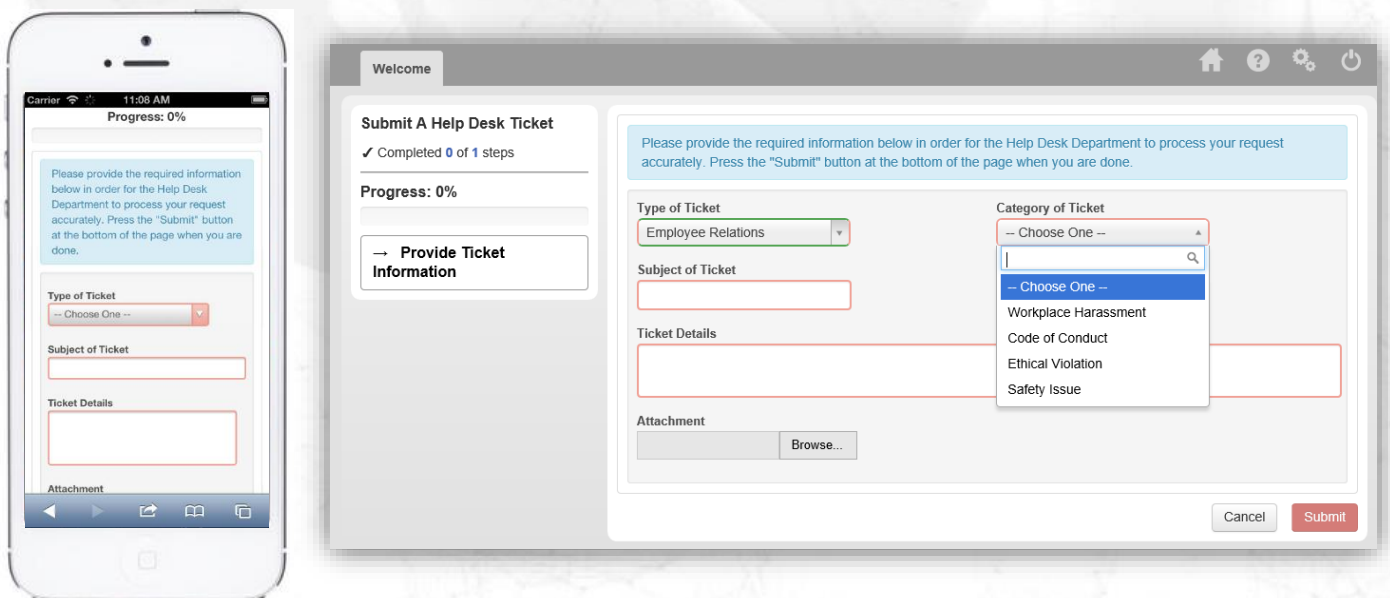 Carrier 11:08 AM
Progress: 0%
Please provide the required information
below in order for the Help Desk
Department to process your request
accurately. Press the "Submit" button
at the bottom of the page when you are
done.
Type of Ticket
-- Choose One --
Subject of Ticket
Ticket Details
Attachment
Welcome
Submit A Help Desk Ticket
✓ Completed 0 of 1 steps
Progress: 0%
→ Provide Ticket
Information
Please provide the required information below in order for the Help Desk Department to process your request
accurately. Press the "Submit" button at the bottom of the page when you are done.
Type of Ticket
Employee Relations
Category of Ticket
-- Choose One --
-- Choose One --
Workplace Harassment
Code of Conduct
Ethical Violation
Safety Issue
Subject of Ticket
Ticket Details
Attachment
Browse...
Cancel
Submit